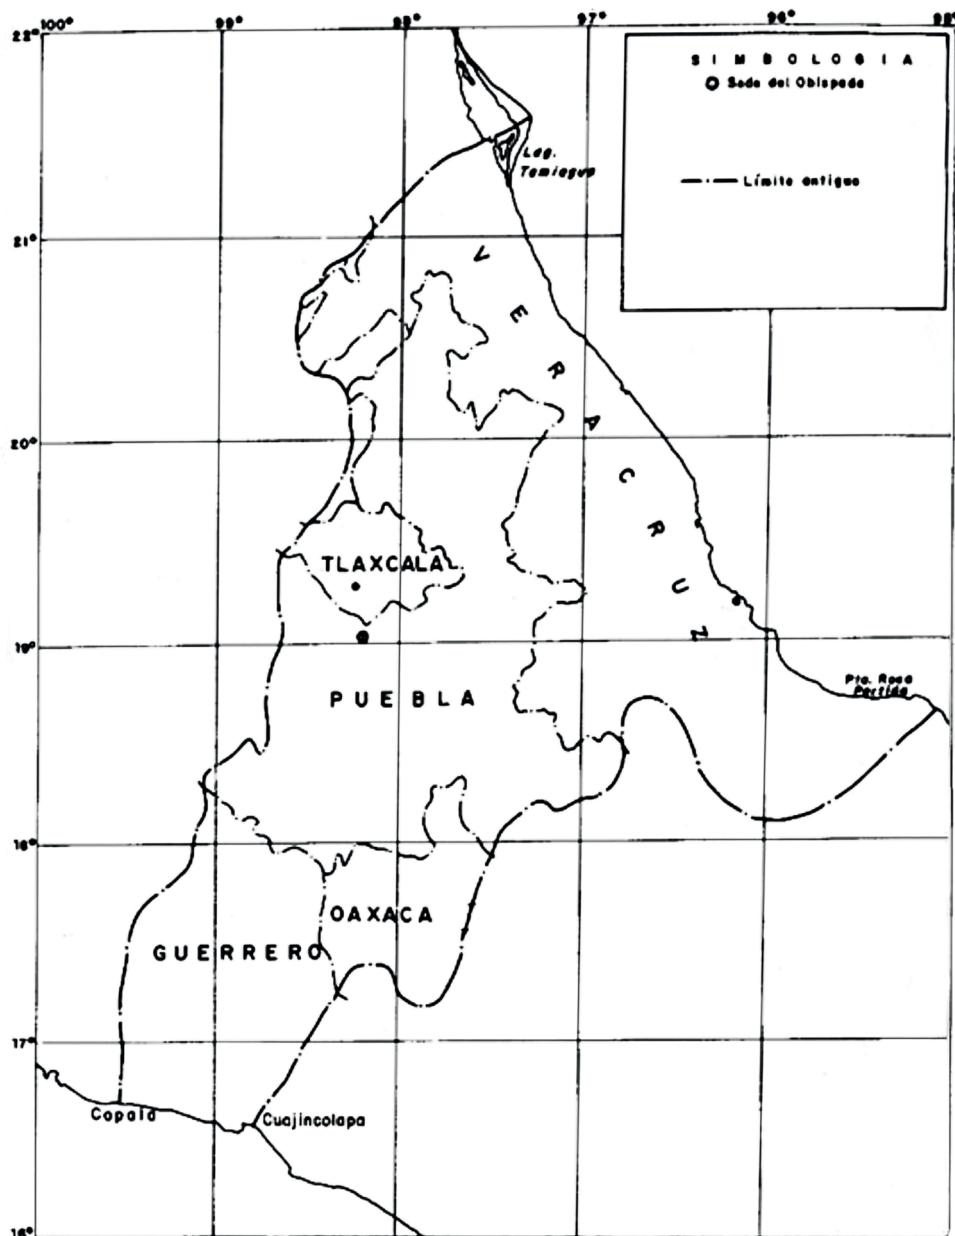 100° 99° 98° 97° 96° 95°
22°
SIMBOLOGIA
Sede del Obispado
Límite antiguo
Lag.
Tamiagua
21°
VERACRUZ
20°
TLAXCALA
19°
PUEBLA
Pta. Roca
Partida
18°
OAXACA
GUERRERO
17°
Copala
Cuajincolapa
16°